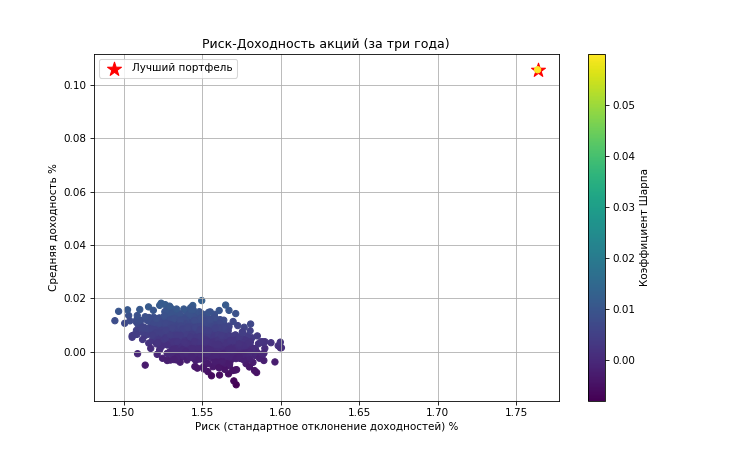 Риск-Доходность акций (за три года)
Лучший портфель
Средняя доходность %
0.10
0.08
0.06
0.04
0.02
0.00
1.50 1.55 1.60 1.65 1.70 1.75
Риск (стандартное отклонение доходностей) %
0.05
0.04
0.03
0.02
0.01
0.00
Коэффициент Шарпа